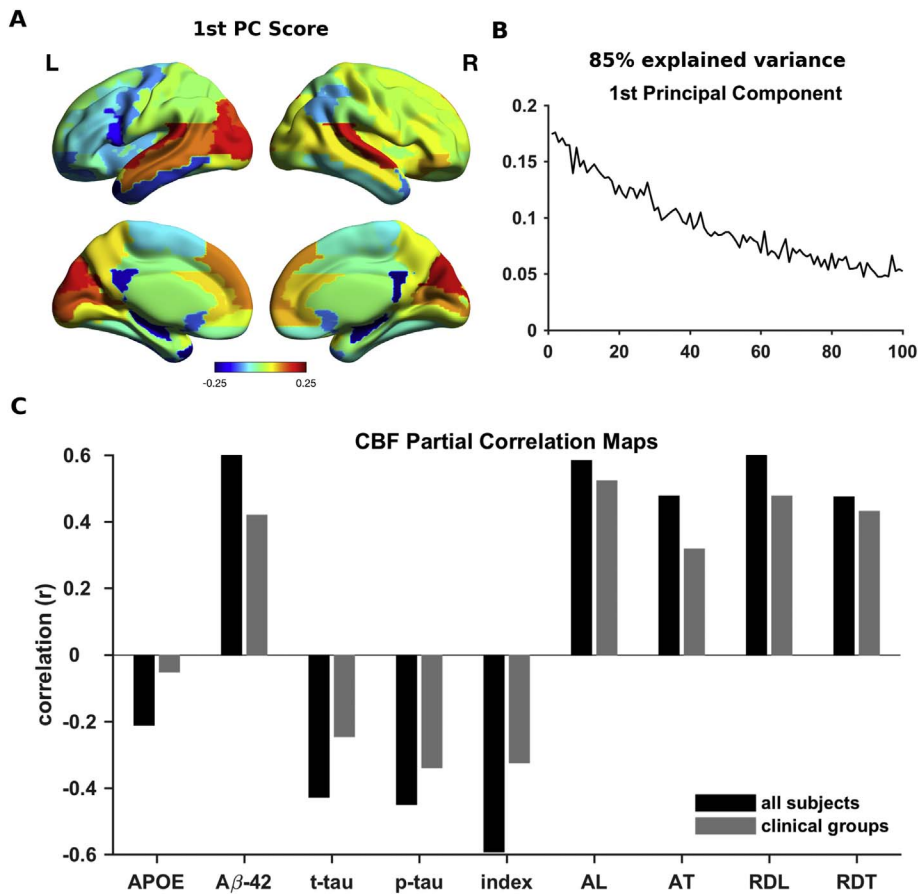 A
1st PC Score
L
R
-0.25
0.25
B
85% explained variance
1st Principal Component
0.2
0.15
0.1
0.05
0
0 20 40 60 80 100
C
CBF Partial Correlation Maps
correlation (r)
0.6
0.4
0.2
0
-0.2
-0.4
-0.6
all subjects
clinical groups
APOE Aβ-42 t-tau p-tau index AL AT RDL RDT